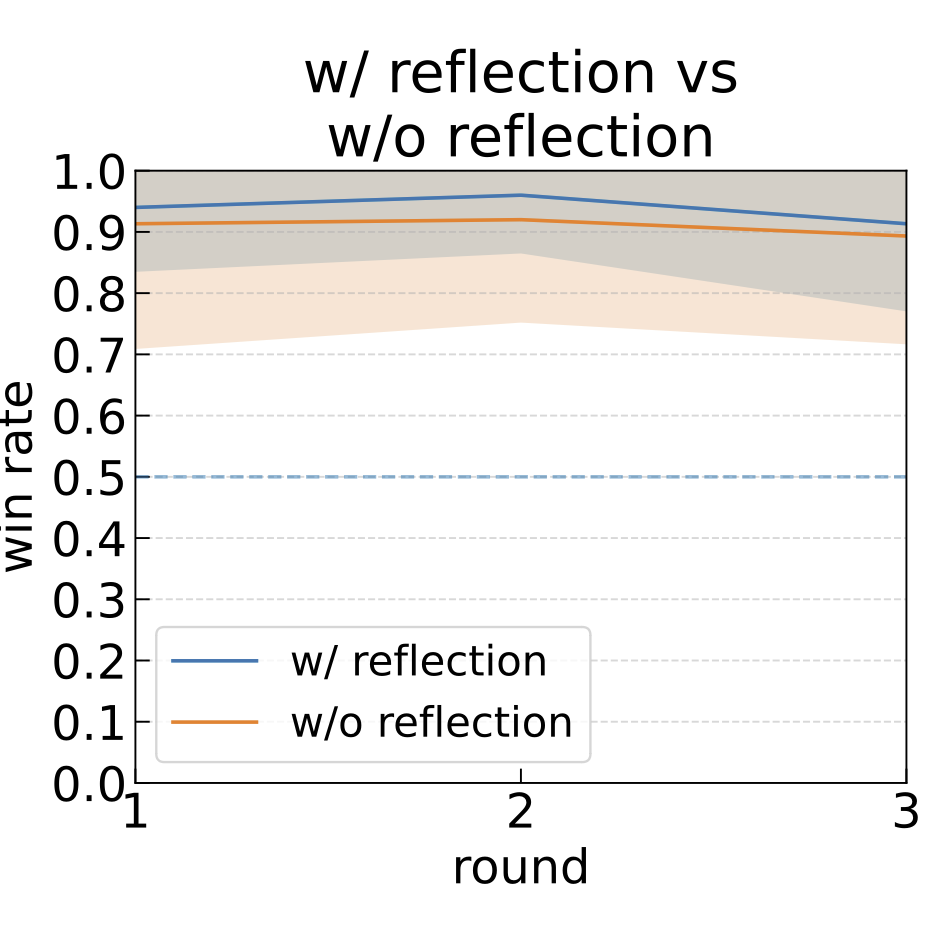 w/ reflection vs
w/o reflection
1.0
0.9
0.8
0.7
0.6
0.5
0.4
0.3
0.2
0.1
0.0
win rate
w/ reflection
w/o reflection
1 2 3
round